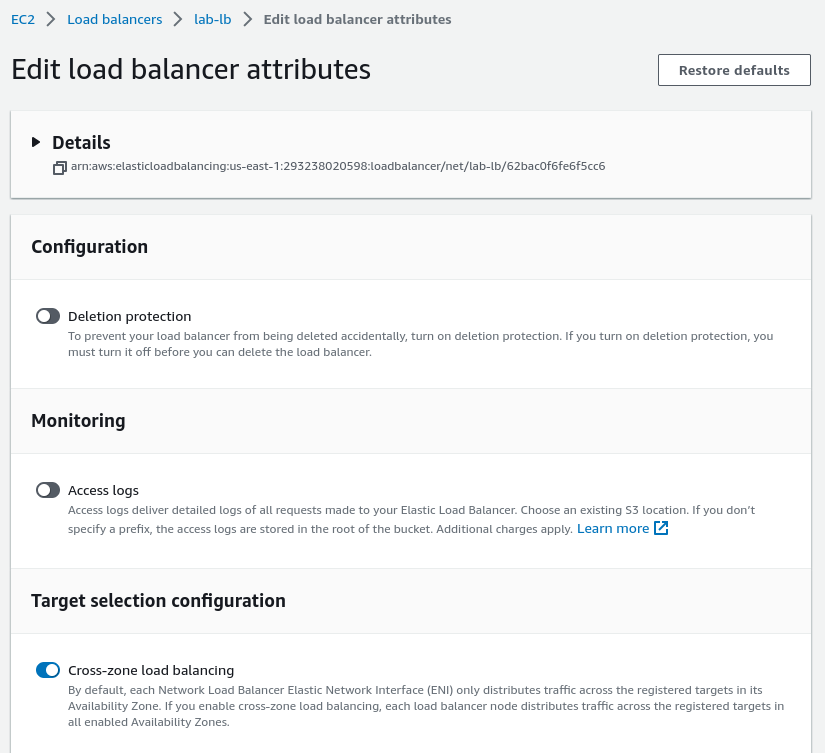 EC2 > Load balancers > lab-lb > Edit load balancer attributes
Edit load balancer attributes
Restore defaults
Details
arn:aws:elasticloadbalancing:us-east-1:293238020598:loadbalancer/net/lab-lb/62bac0f6fe6f5cc6
Configuration
Deletion protection
To prevent your load balancer from being deleted accidentally, turn on deletion protection. If you turn on deletion protection, you
must turn it off before you can delete the load balancer.
Monitoring
Access logs
Access logs deliver detailed logs of all requests made to your Elastic Load Balancer. Choose an existing S3 location. If you don’t
specify a prefix, the access logs are stored in the root of the bucket. Additional charges apply. Learn more
Target selection configuration
Cross-zone load balancing
By default, each Network Load Balancer Elastic Network Interface (ENI) only distributes traffic across the registered targets in its
Availability Zone. If you enable cross-zone load balancing, each load balancer node distributes traffic across the registered targets in
all enabled Availability Zones.